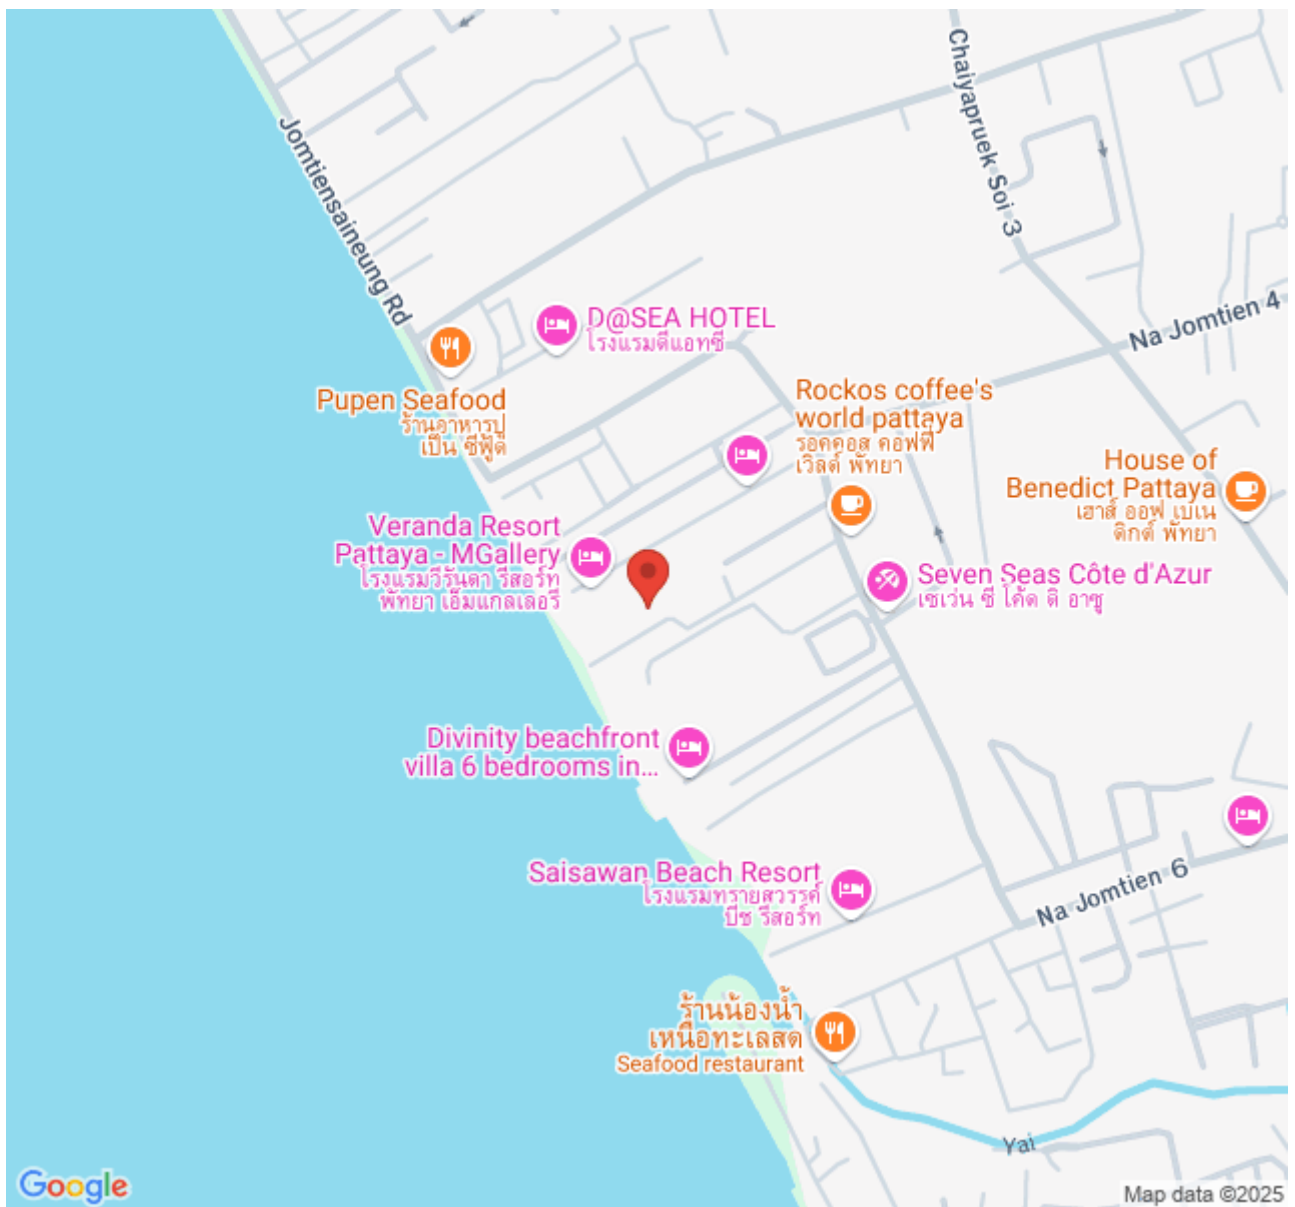 Chaiyapruek Soi 3
Jomtiensaineung Rd
D@SEA HOTEL
โรงแรมดีแอทซี
Na Jomtien 4
Pupen Seafood
ร้านอาหารปู
เป็น ซีฟู้ด
Rockos coffee's
world pattaya
รอคคอส คอฟฟี่
เวิลด์ พัทยา
House of
Benedict Pattaya
เฮาส์ ออฟ เบเน
ดิกต์ พัทยา
Veranda Resort
Pattaya - MGallery
โรงแรมวีรันดา รีสอร์ท
พัทยา เอ็มแกลเลอรี
Seven Seas Côte d'Azur
เซเว่น ซี โค้ด ดิ อาซู
Divinity beachfront
villa 6 bedrooms in...
Saisawan Beach Resort
โรงแรมทรายสวรรค์
บีช รีสอร์ท
Na Jomtien 6
ร้านน้องน้ำ
เหนือทะเลสด
Seafood restaurant
Yai
Google
Map data ©2025